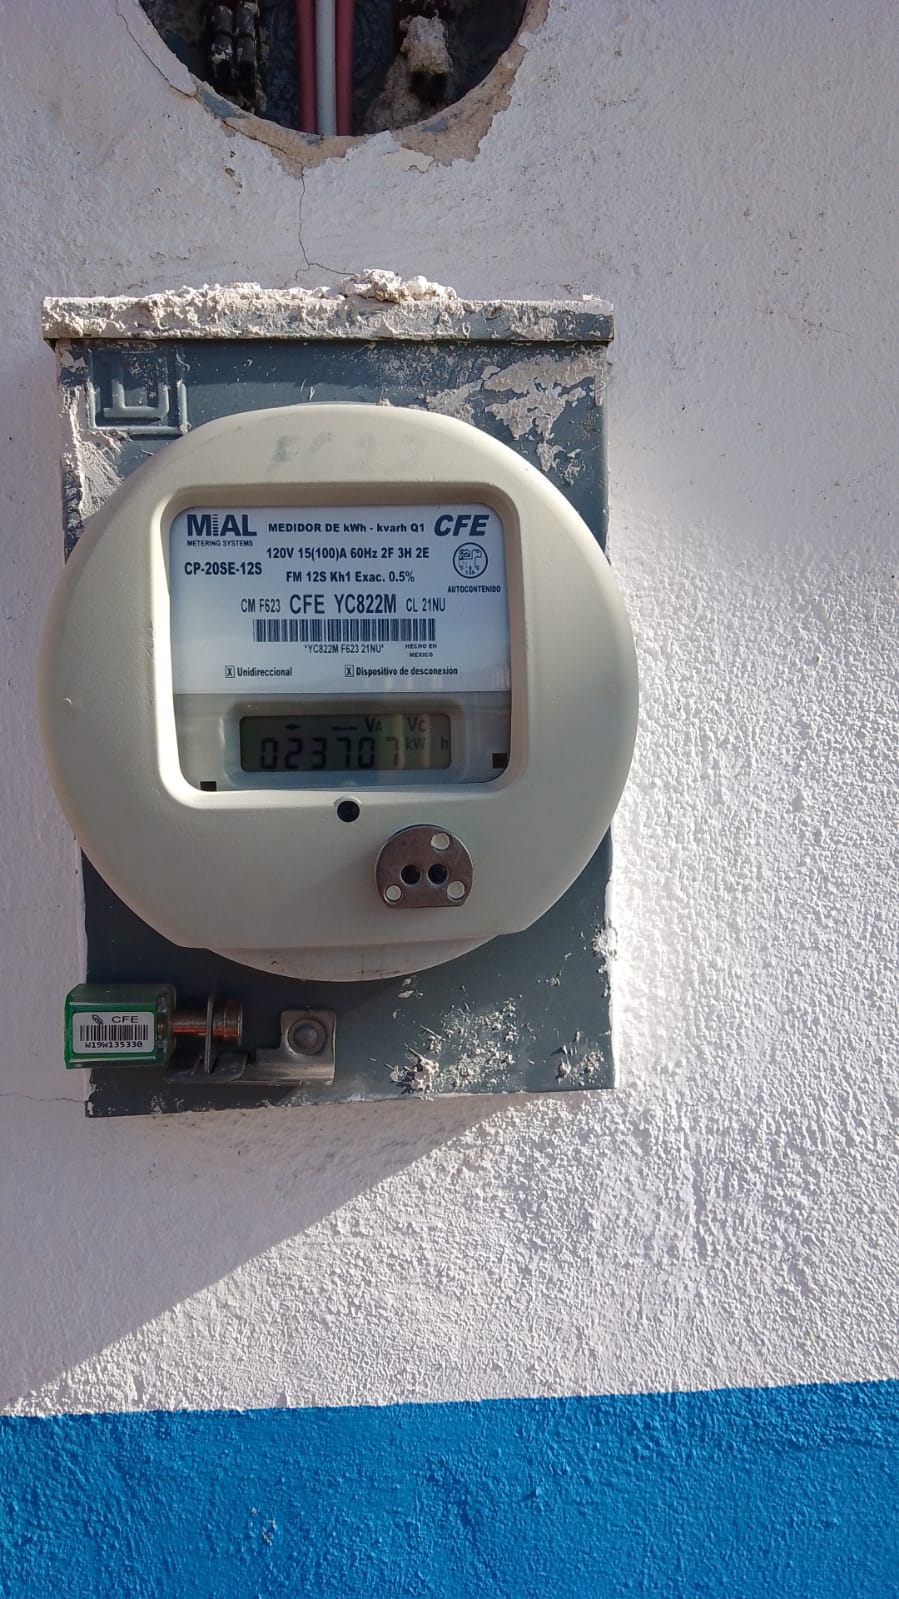 MIAL
METERING SYSTEMS
MEDIDOR DE kWh - kvarh Q1
CFE
120V 15(100)A 60Hz 2F 3H 2E
CP-20SE-12S
FM 12S Kh1 Exac. 0.5%
AUTOCONTENIDO
CM F623 CFE YC822M CL 21NU
*YC822M F623 21NU*
HECHO EN
MEXICO
X Unidireccional
X Dispositivo de desconexión
VA VC
023707 kW h
CFE
W19W135330